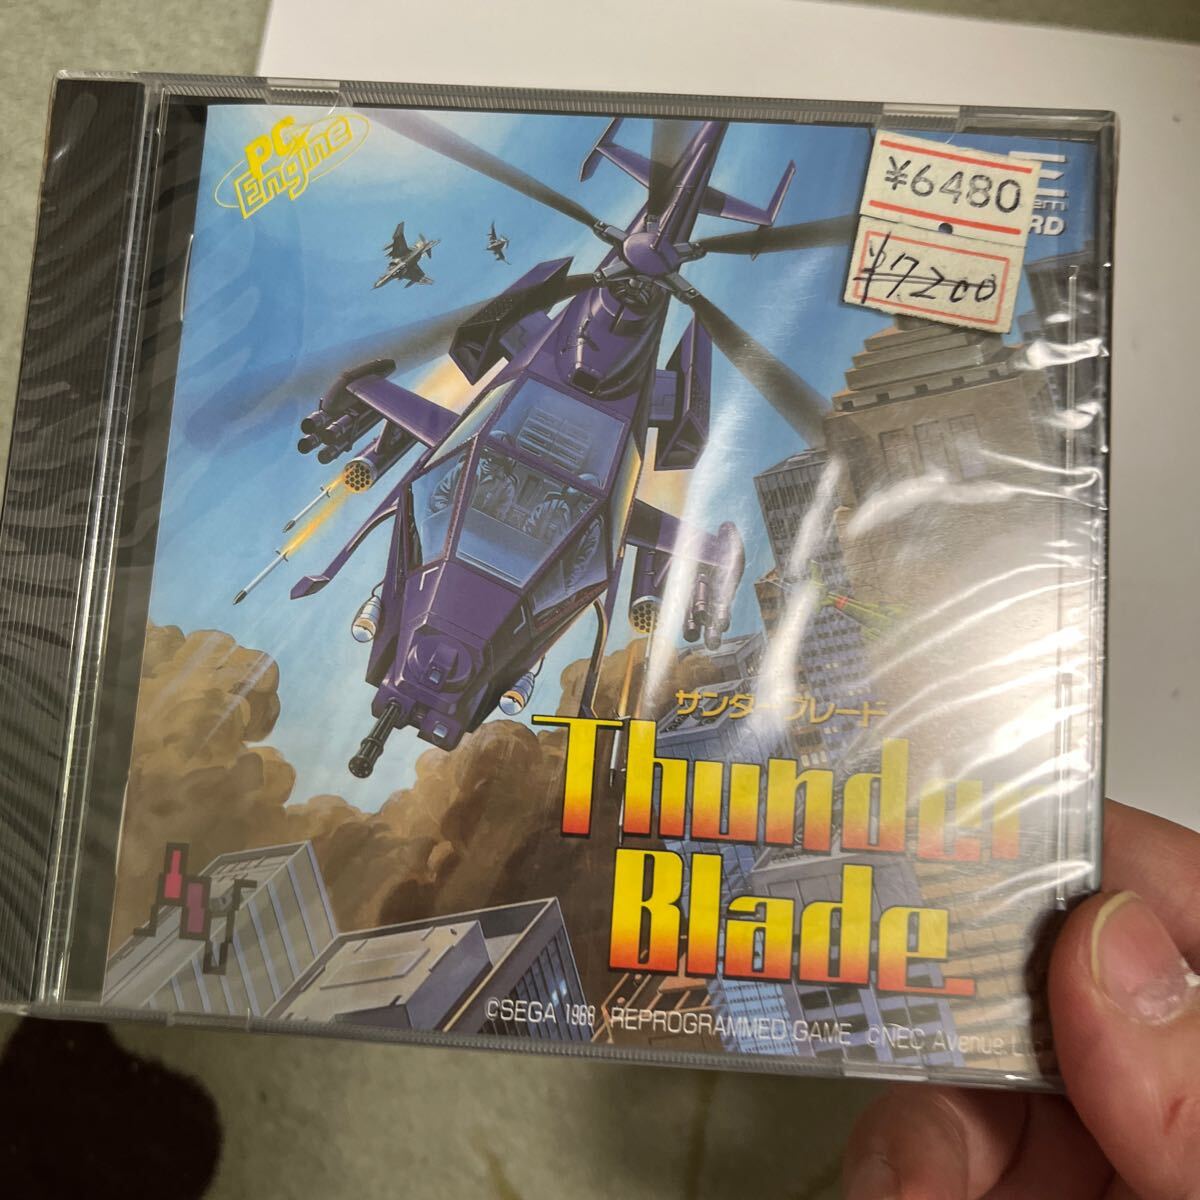 PC
Engine
¥6480
¥7200
RD
サンダーブレード
Thunder
Blade
©SEGA 1988 REPROGRAMMED GAME ©NEC Avenue,